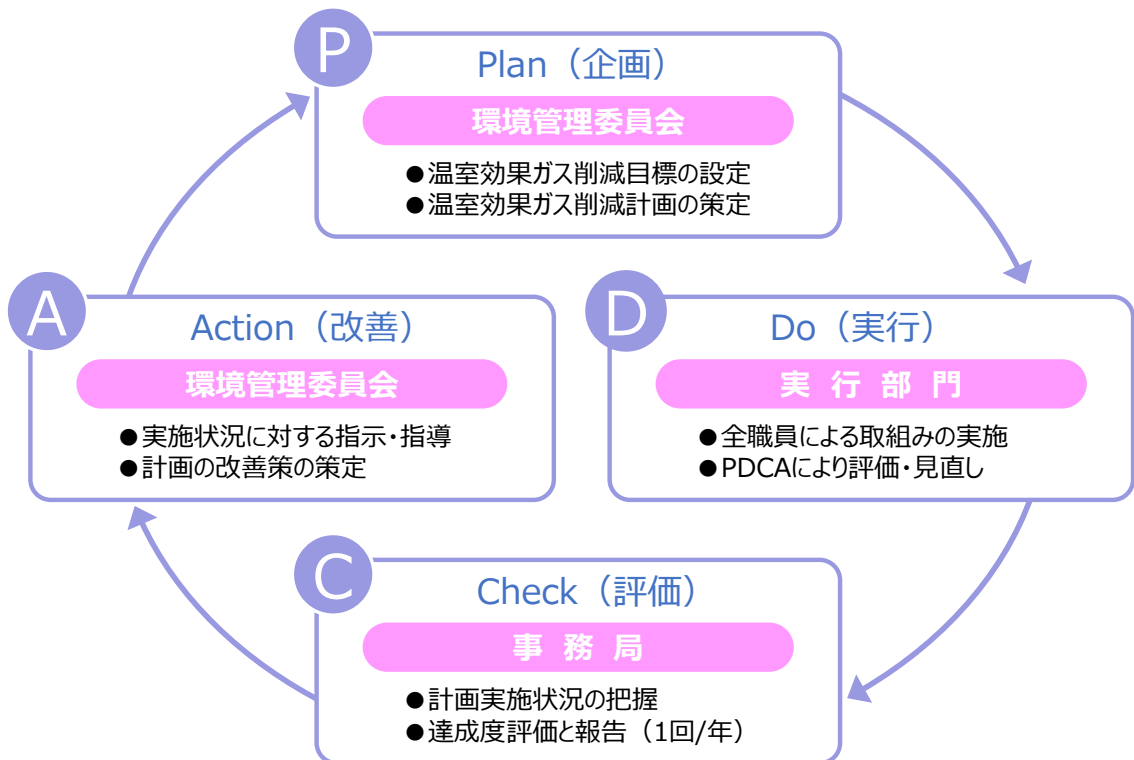 P
Plan（企画）
環境管理委員会
●温室効果ガス削減目標の設定
●温室効果ガス削減計画の策定
A
Action（改善）
環境管理委員会
●実施状況に対する指示・指導
●計画の改善策の策定
D
Do（実行）
実 行 部 門
●全職員による取組みの実施
●PDCAにより評価・見直し
C
Check（評価）
事 務 局
●計画実施状況の把握
●達成度評価と報告（1回/年）